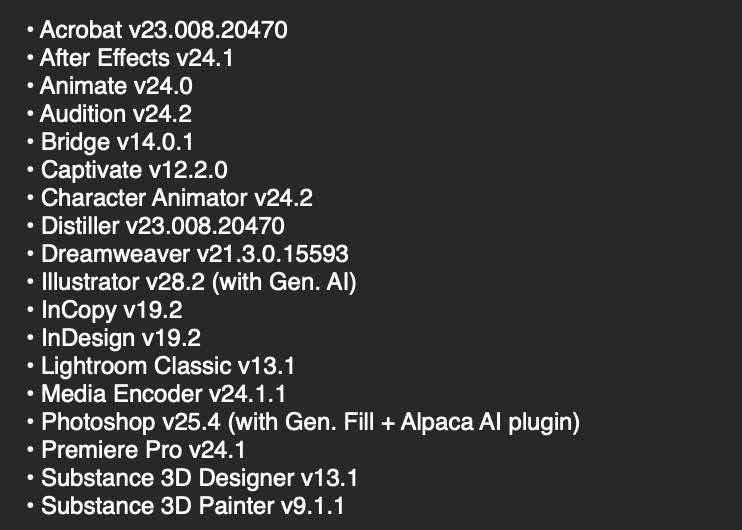 • Acrobat v23.008.20470
• After Effects v24.1
• Animate v24.0
• Audition v24.2
• Bridge v14.0.1
• Captivate v12.2.0
• Character Animator v24.2
• Distiller v23.008.20470
• Dreamweaver v21.3.0.15593
• Illustrator v28.2 (with Gen. AI)
• InCopy v19.2
• InDesign v19.2
• Lightroom Classic v13.1
• Media Encoder v24.1.1
• Photoshop v25.4 (with Gen. Fill + Alpaca AI plugin)
• Premiere Pro v24.1
• Substance 3D Designer v13.1
• Substance 3D Painter v9.1.1